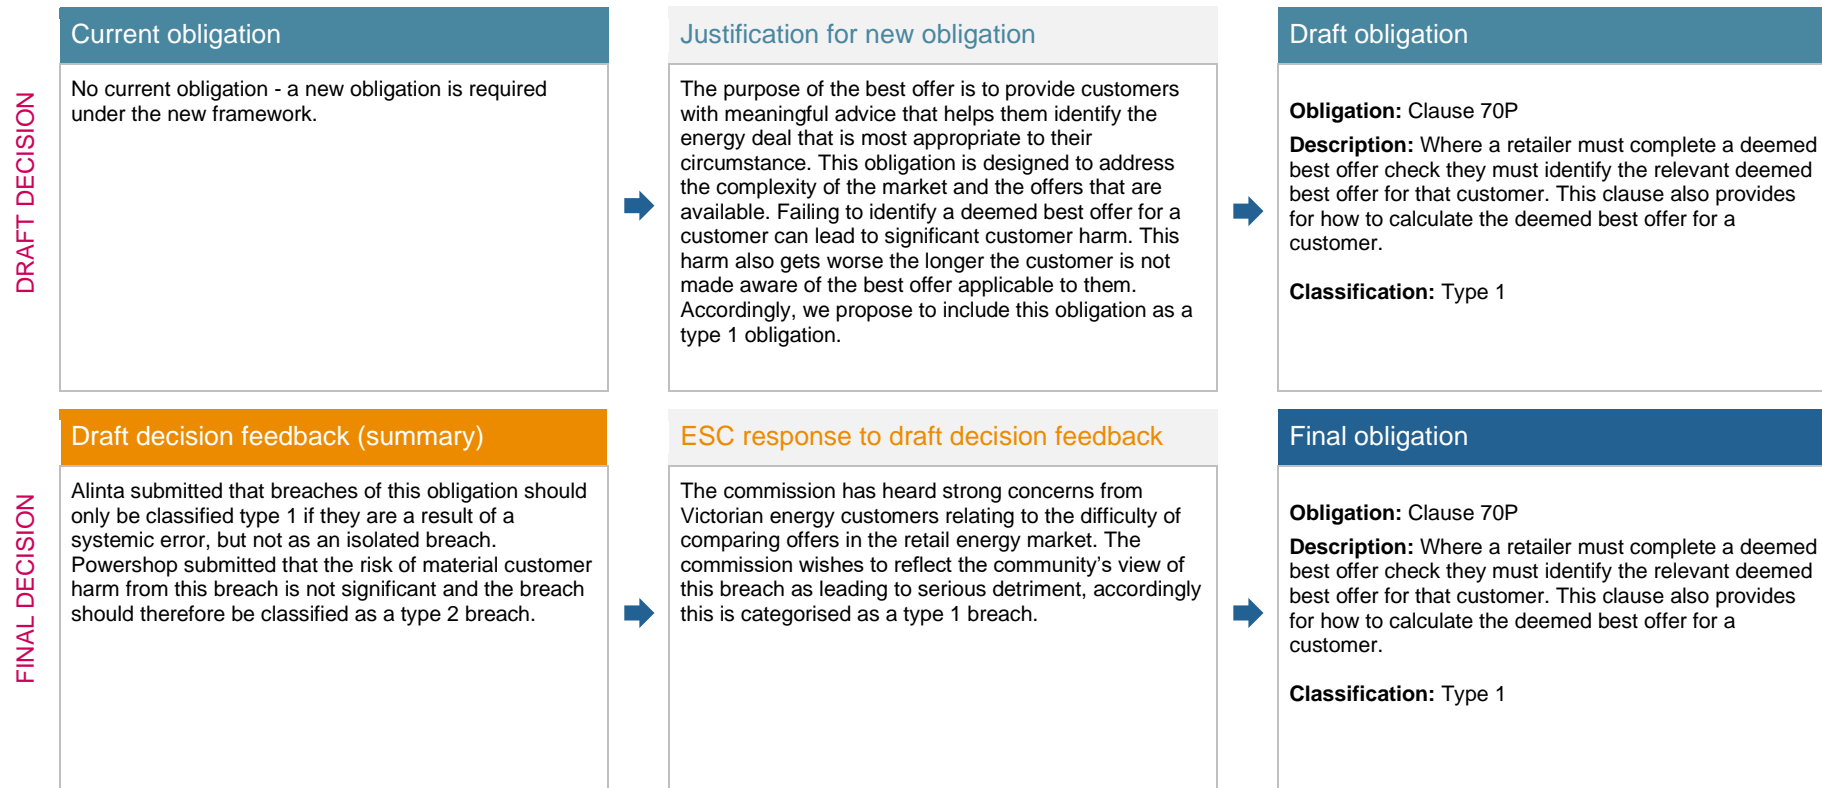 DRAFT DECISION
Current obligation
No current obligation - a new obligation is required
under the new framework.
Justification for new obligation
The purpose of the best offer is to provide customers
with meaningful advice that helps them identify the
energy deal that is most appropriate to their
circumstance. This obligation is designed to address
the complexity of the market and the offers that are
available. Failing to identify a deemed best offer for a
customer can lead to significant customer harm. This
harm also gets worse the longer the customer is not
made aware of the best offer applicable to them.
Accordingly, we propose to include this obligation as a
type 1 obligation.
Draft obligation
Obligation: Clause 70P
Description: Where a retailer must complete a deemed
best offer check they must identify the relevant deemed
best offer for that customer. This clause also provides
for how to calculate the deemed best offer for a
customer.
Classification: Type 1
FINAL DECISION
Draft decision feedback (summary)
Alinta submitted that breaches of this obligation should
only be classified type 1 if they are a result of a
systemic error, but not as an isolated breach.
Powershop submitted that the risk of material customer
harm from this breach is not significant and the breach
should therefore be classified as a type 2 breach.
ESC response to draft decision feedback
The commission has heard strong concerns from
Victorian energy customers relating to the difficulty of
comparing offers in the retail energy market. The
commission wishes to reflect the community's view of
this breach as leading to serious detriment, accordingly
this is categorised as a type 1 breach.
Final obligation
Obligation: Clause 70P
Description: Where a retailer must complete a deemed
best offer check they must identify the relevant deemed
best offer for that customer. This clause also provides
for how to calculate the deemed best offer for a
customer.
Classification: Type 1